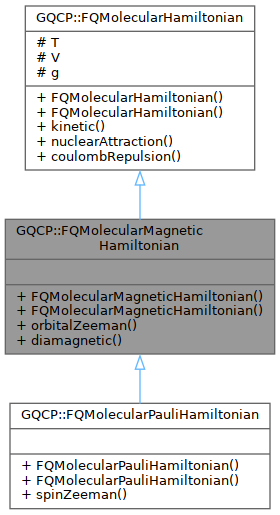 GQCP::FQMolecularHamiltonian
# T
# V
# g
+ FQMolecularHamiltonian()
+ FQMolecularHamiltonian()
+ kinetic()
+ nuclearAttraction()
+ coulombRepulsion()
GQCP::FQMolecularMagnetic
Hamiltonian
+ FQMolecularMagneticHamiltonian()
+ FQMolecularMagneticHamiltonian()
+ orbitalZeeman()
+ diamagnetic()
GQCP::FQMolecularPauliHamiltonian
+ FQMolecularPauliHamiltonian()
+ FQMolecularPauliHamiltonian()
+ spinZeeman()